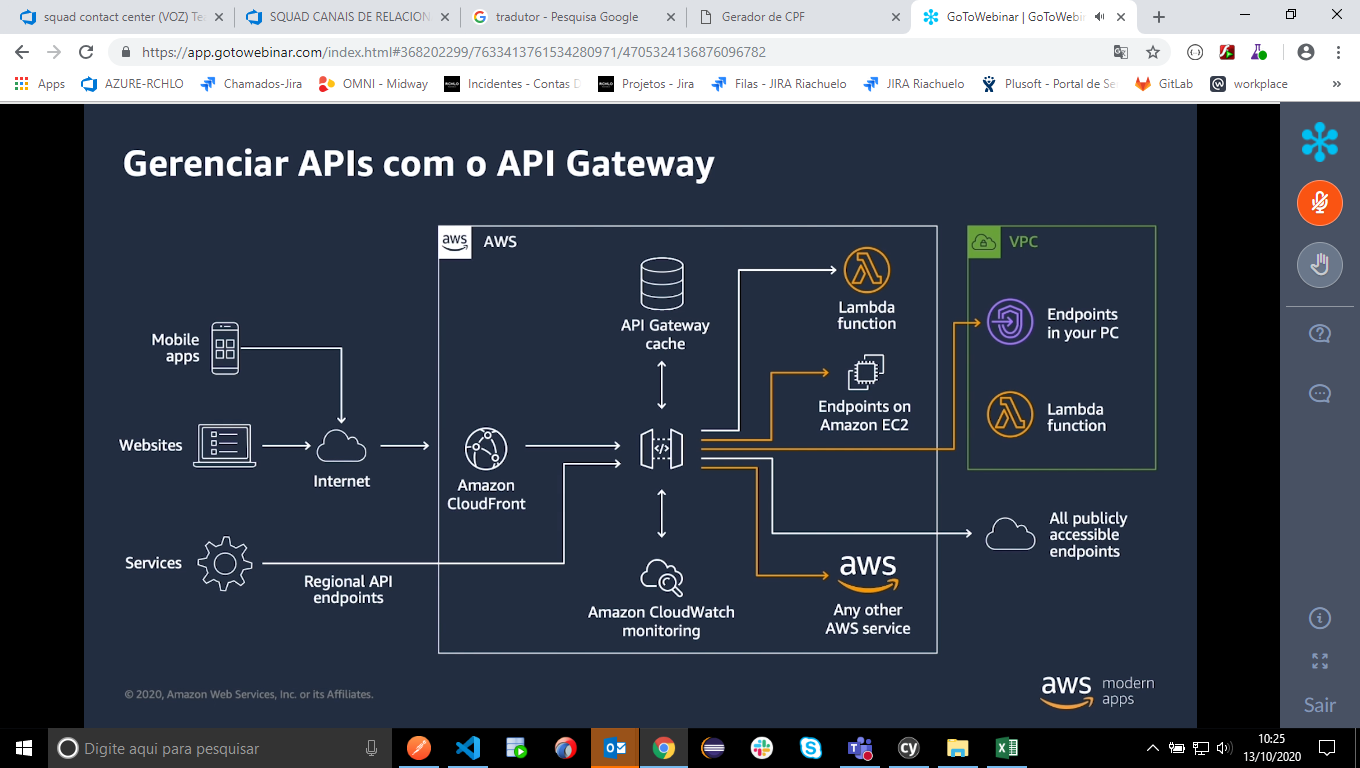 squad contact center (VOZ) Te
SQUAD CANAIS DE RELACION
tradutor - Pesquisa Google
Gerador de CPF
GoToWebinar | GoToWebin
https://app.gotowebinar.com/index.html#368202299/7633413761534280971/4705324136876096782
Apps
AZURE-RCHLO
Chamados-Jira
OMNI - Midway
Incidentes - Contas D
Projetos - Jira
Filas - JIRA Riachuelo
JIRA Riachuelo
Plusoft - Portal de Se
GitLab
workplace
Gerenciar APIs com o API Gateway
aws
AWS
VPC
API Gateway
cache
Lambda
function
Endpoints
in your PC
Mobile
apps
Endpoints on
Amazon EC2
Lambda
function
Websites
Internet
Amazon
CloudFront
All publicly
accessible
endpoints
Services
Regional API
endpoints
aws
Amazon CloudWatch
monitoring
Any other
AWS service
© 2020, Amazon Web Services, Inc. or its Affiliates.
aws
modern
apps
Sair
Digite aqui para pesquisar
cy
10:25
13/10/2020